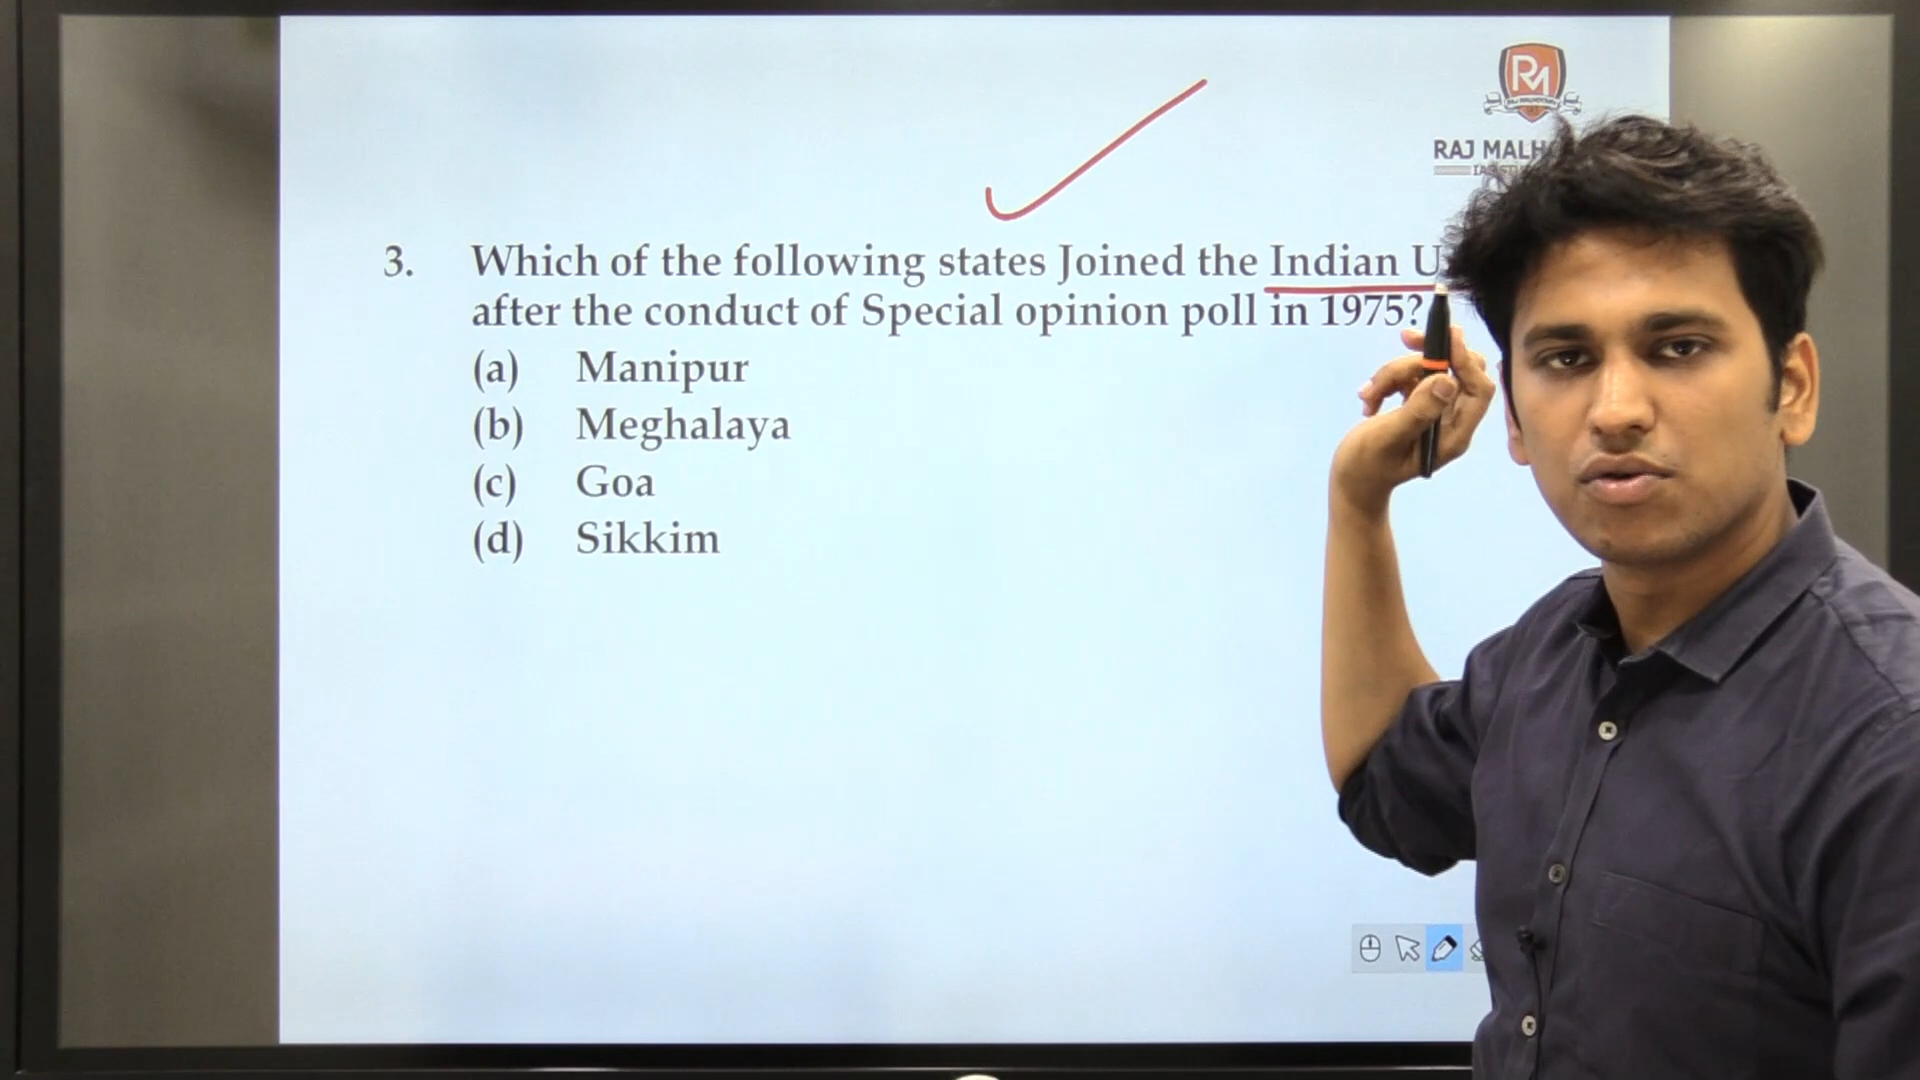 RM
RAJ MALH
3. Which of the following states Joined the Indian U
after the conduct of Special opinion poll in 1975?
(a) Manipur
(b) Meghalaya
(c) Goa
(d) Sikkim